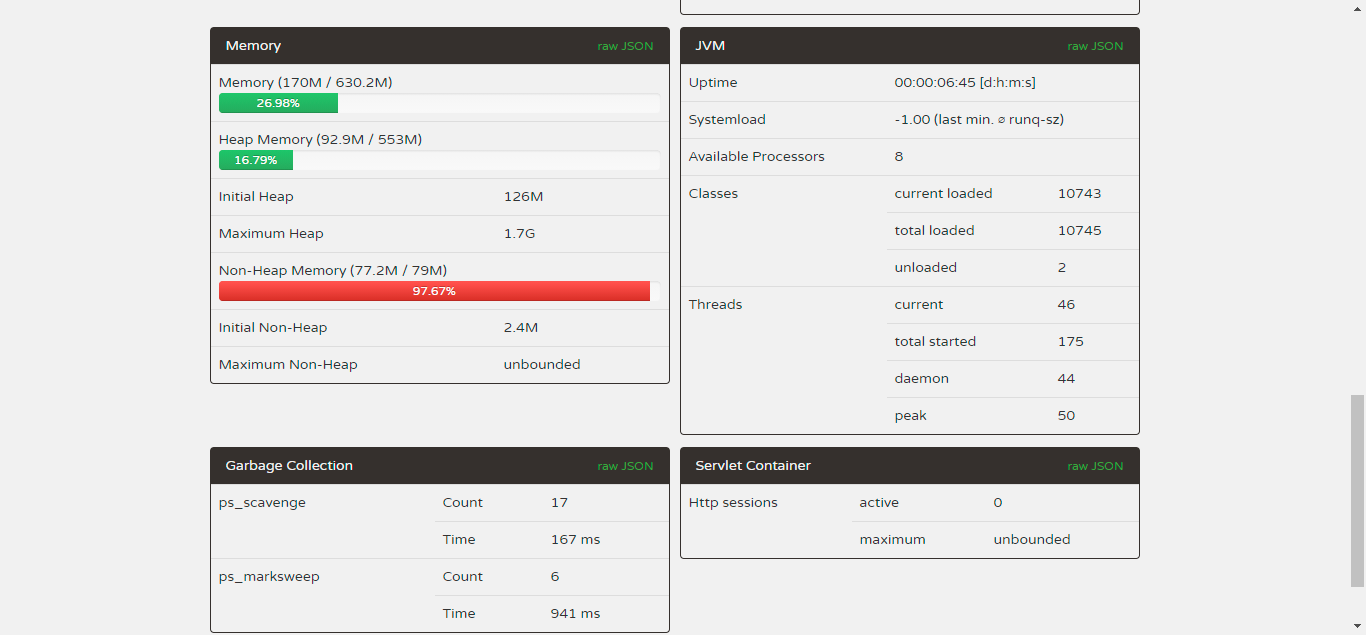 Memory raw JSON
Memory (170M / 630.2M)
26.98%
Heap Memory (92.9M / 553M)
16.79%
Initial Heap 126M
Maximum Heap 1.7G
Non-Heap Memory (77.2M / 79M)
97.67%
Initial Non-Heap 2.4M
Maximum Non-Heap unbounded
JVM raw JSON
Uptime 00:00:06:45 [d:h:m:s]
Systemload -1.00 (last min. ⌀ runq-sz)
Available Processors 8
Classes current loaded 10743
total loaded 10745
unloaded 2
Threads current 46
total started 175
daemon 44
peak 50
Garbage Collection raw JSON
ps_scavenge Count 17
Time 167 ms
ps_marksweep Count 6
Time 941 ms
Servlet Container raw JSON
Http sessions active 0
maximum unbounded